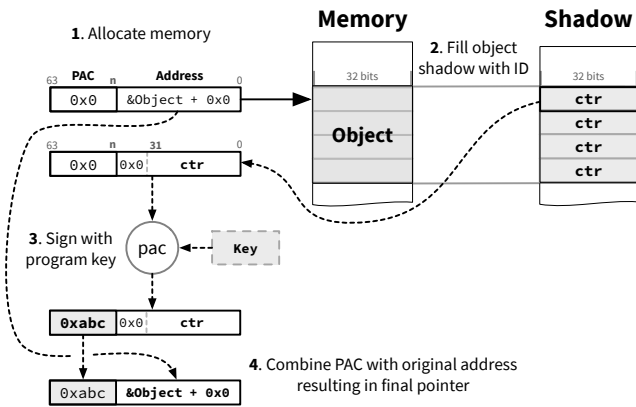 Memory
Shadow
1. Allocate memory
2. Fill object
shadow with ID
63 PAC n Address 0
32 bits
32 bits
0x0 &Object + 0x0
Object
ctr
ctr
ctr
ctr
63 n 31 0
0x0 0x0 ctr
3. Sign with
program key
pac
Key
0xabc 0x0 ctr
4. Combine PAC with original address
resulting in final pointer
0xabc &Object + 0x0